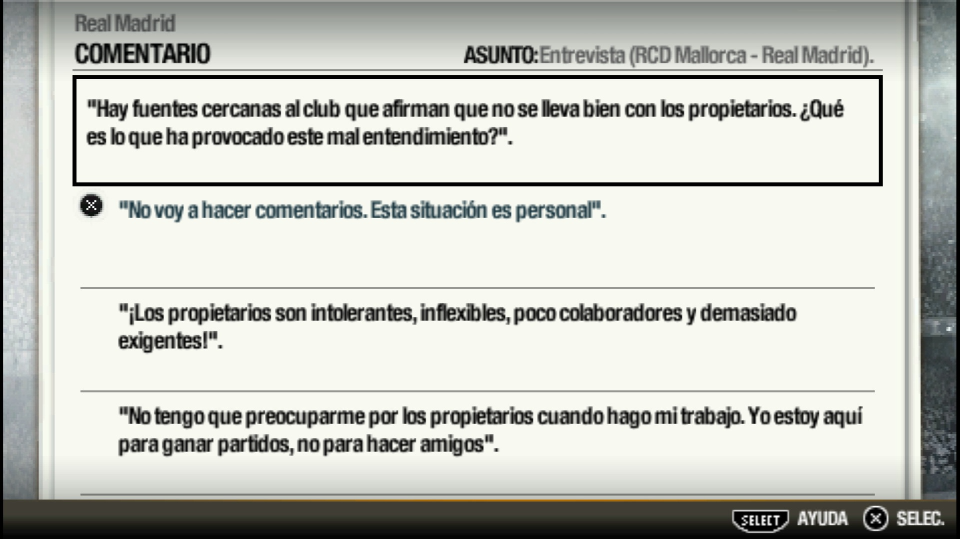 Real Madrid
COMENTARIO
ASUNTO: Entrevista (RCD Mallorca - Real Madrid).
"Hay fuentes cercanas al club que afirman que no se lleva bien con los propietarios. ¿Qué
es lo que ha provocado este mal entendimiento?".
"No voy a hacer comentarios. Esta situación es personal".
"¡Los propietarios son intolerantes, inflexibles, poco colaboradores y demasiado
exigentes!".
"No tengo que preocuparme por los propietarios cuando hago mi trabajo. Yo estoy aquí
para ganar partidos, no para hacer amigos".
SELECT AYUDA SELEC.